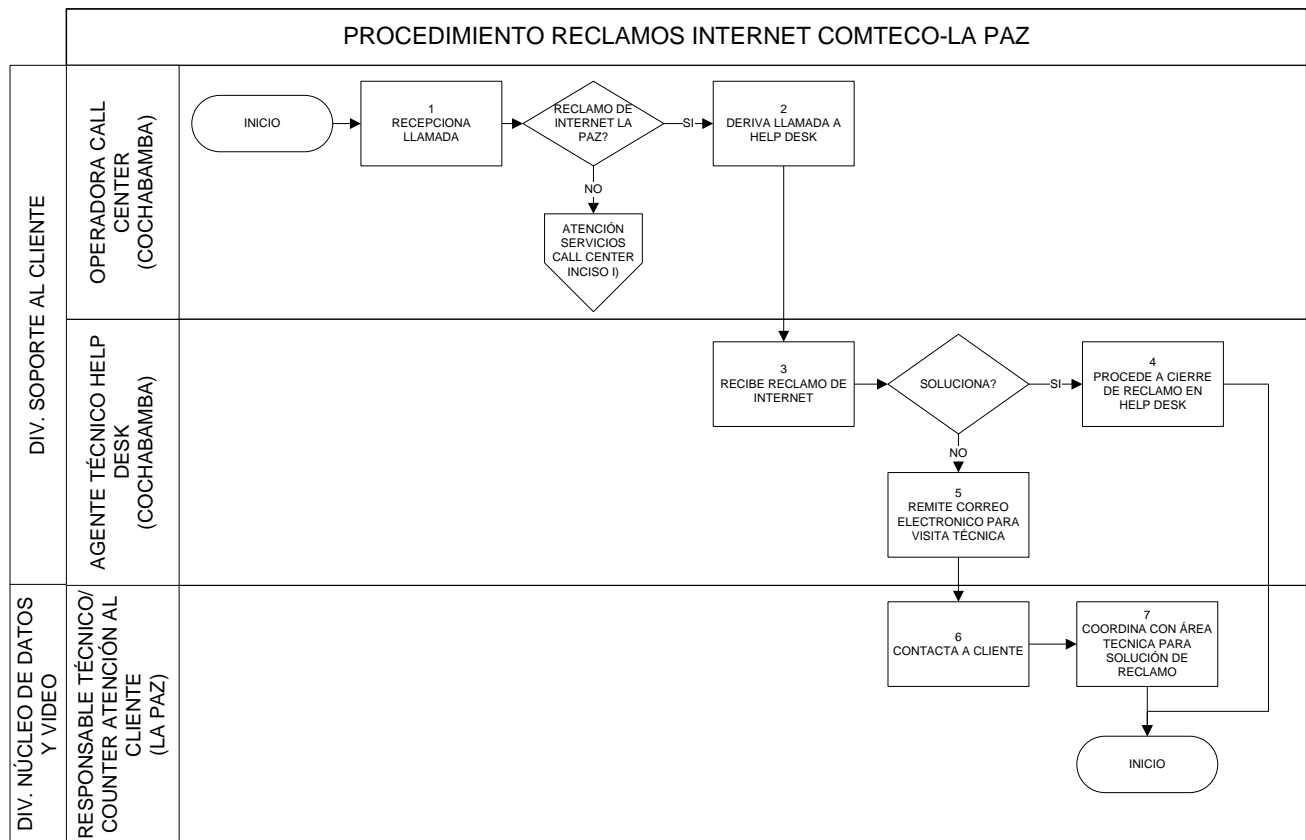 PROCEDIMIENTO RECLAMOS INTERNET COMTECO-LA PAZ
DIV. SOPORTE AL CLIENTE
OPERADORA CALL
CENTER
(COCHABAMBA)
INICIO
1
RECEPCIONA
LLAMADA
RECLAMO DE
INTERNET LA
PAZ?
SI
2
DERIVA LLAMADA A
HELP DESK
NO
ATENCIÓN
SERVICIOS
CALL CENTER
INCISO I)
AGENTE TÉCNICO HELP
DESK
(COCHABAMBA)
3
RECIBE RECLAMO DE
INTERNET
SOLUCIONA?
SI
4
PROCEDE A CIERRE
DE RECLAMO EN
HELP DESK
NO
5
REMITE CORREO
ELECTRONICO PARA
VISITA TÉCNICA
DIV. NÚCLEO DE DATOS
Y VIDEO
RESPONSABLE TÉCNICO/
COUNTER ATENCIÓN AL
CLIENTE
(LA PAZ)
6
CONTACTA A CLIENTE
7
COORDINA CON ÁREA
TECNICA PARA
SOLUCIÓN DE
RECLAMO
INICIO